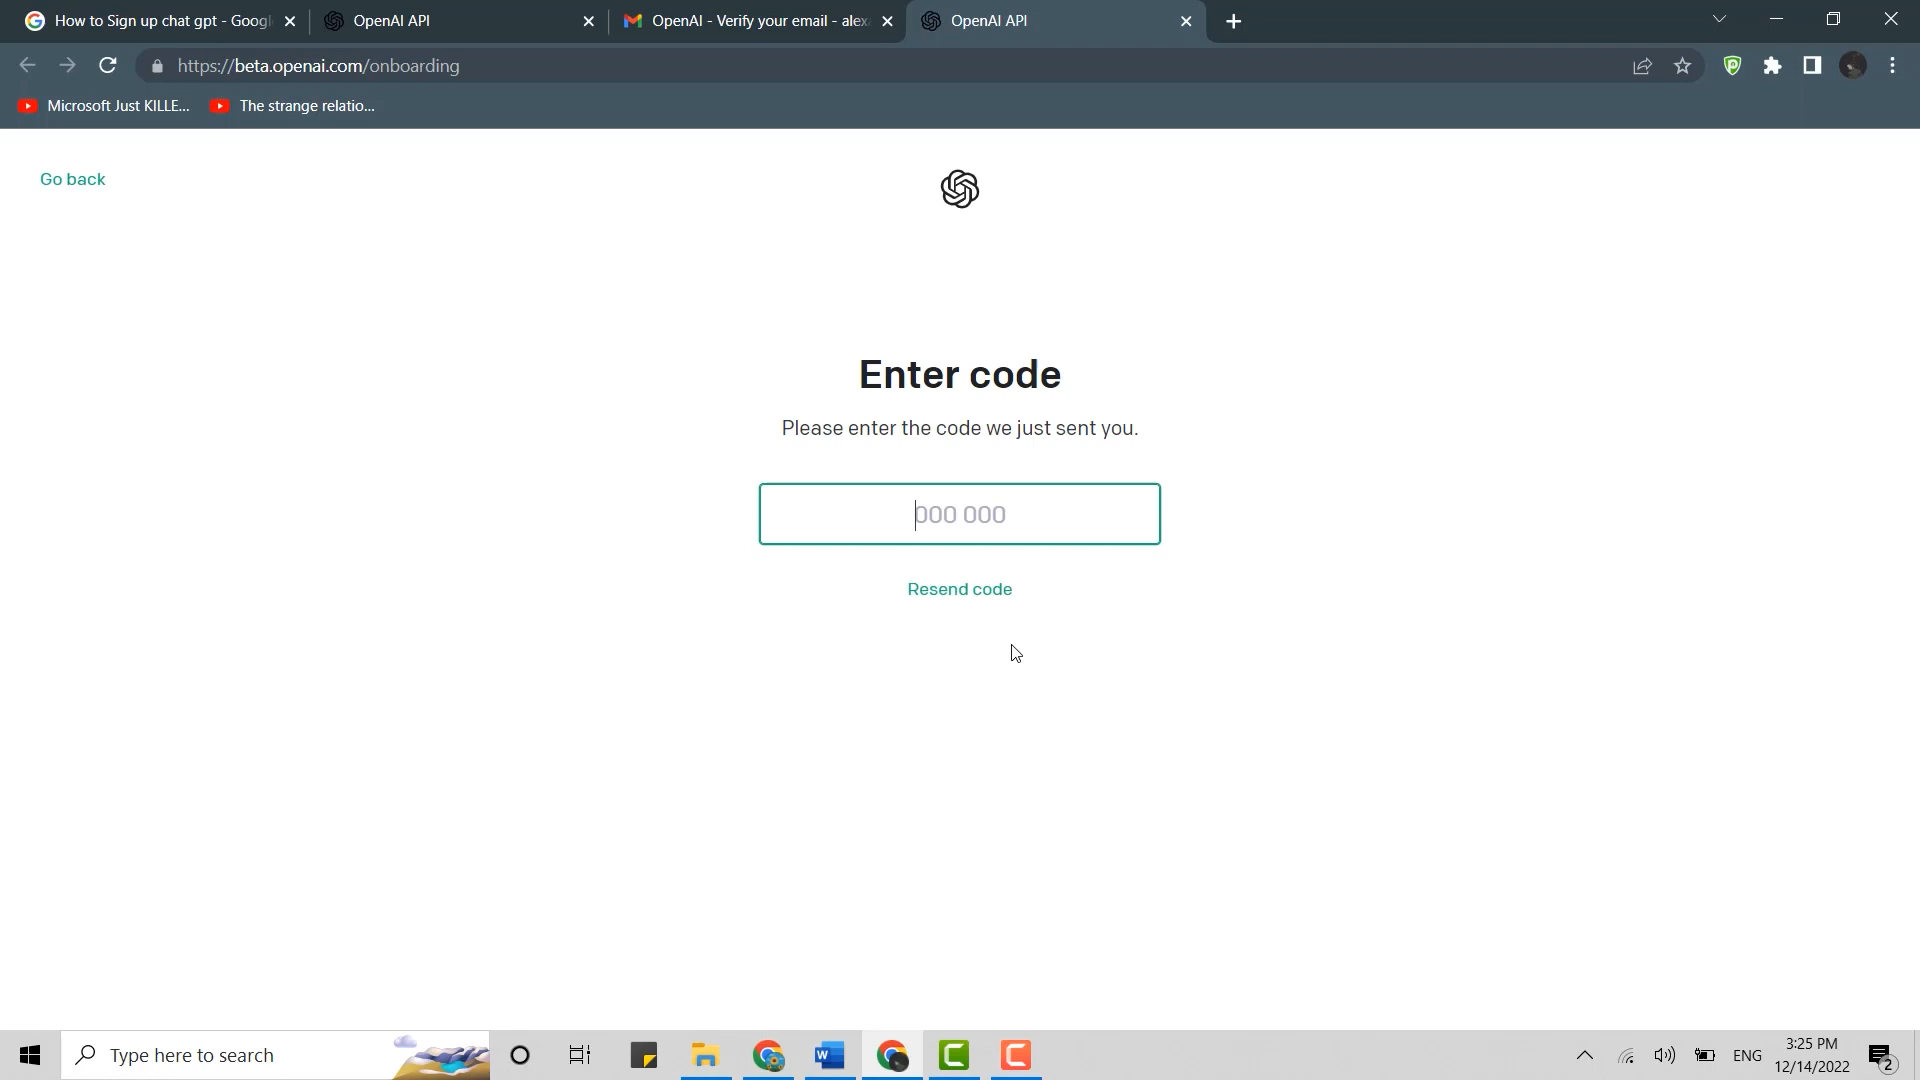 How to Sign up chat gpt - Googl
OpenAI API
OpenAI - Verify your email - alexa
OpenAI API
https://beta.openai.com/onboarding
Microsoft Just KILLE...
The strange relatio...
Go back
Enter code
Please enter the code we just sent you.
000 000
Resend code
Type here to search
ENG
3:25 PM
12/14/2022
2